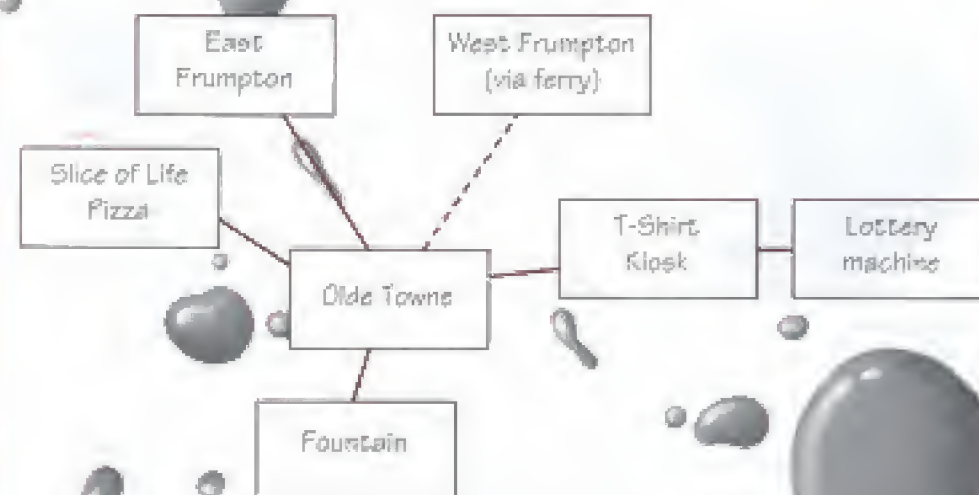 East
Frumpton
West Frumpton
(via ferry)
Slice of Life
Pizza
T-Shirt
Kiosk
Lottery
machine
Olde Towne
Fountain